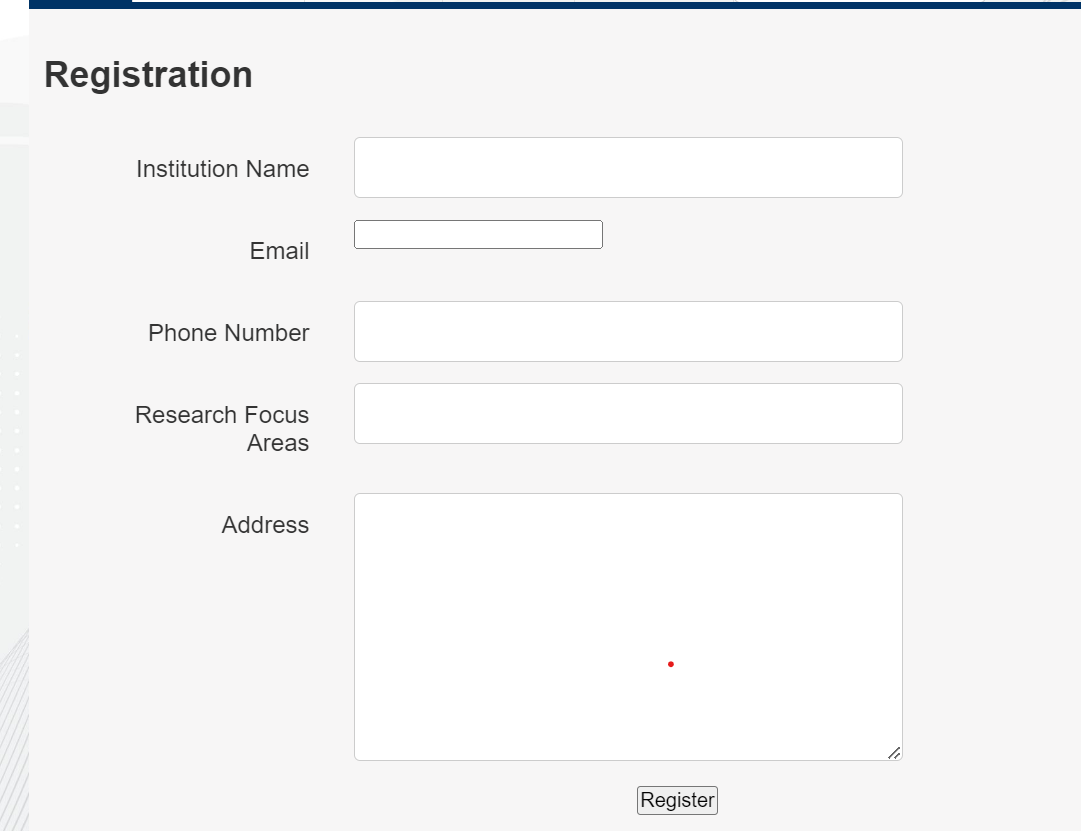 Registration
Institution Name
Email
Phone Number
Research Focus
Areas
Address
Register